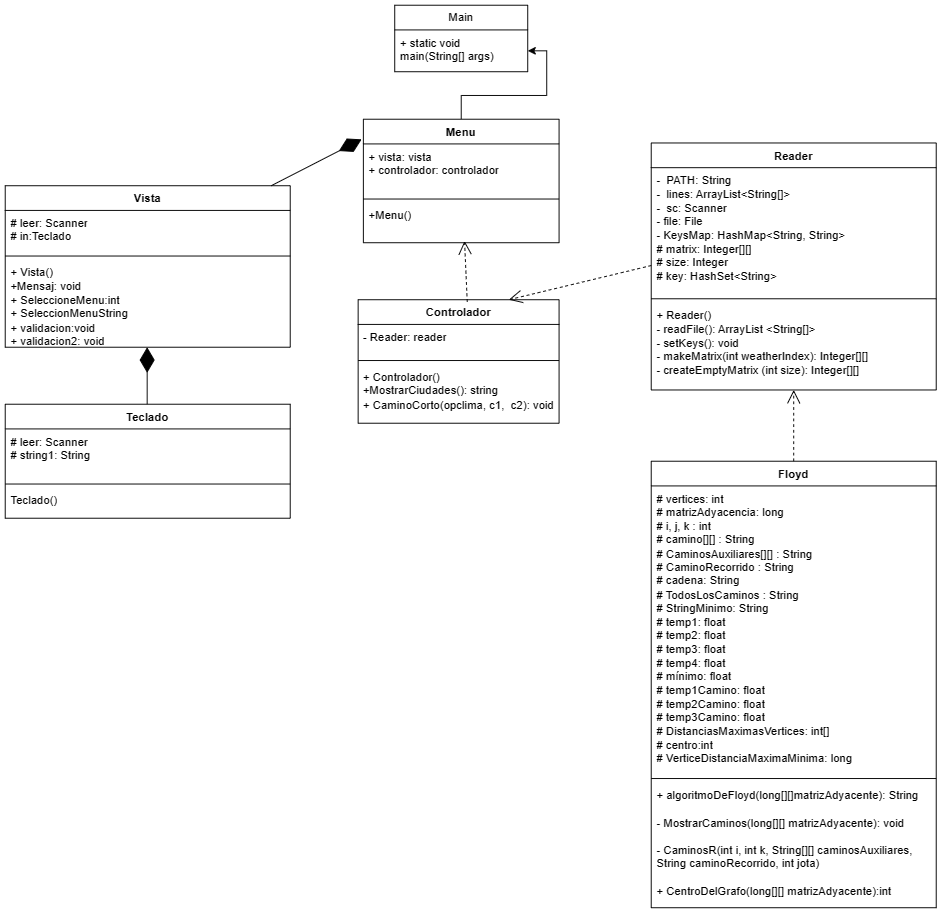 Main
+ static void
main(String[] args)
Menu
+ vista: vista
+ controlador: controlador
+Menu()
Vista
# leer: Scanner
# in:Teclado
+ Vista()
+Mensaj: void
+ SeleccioneMenu:int
+ SeleccionMenuString
+ validacion:void
+ validacion2: void
Teclado
# leer: Scanner
# string1: String
Teclado()
Controlador
- Reader: reader
+ Controlador()
+MostrarCiudades(): string
+ CaminoCorto(opclima, c1,  c2): void
Reader
-  PATH: String
-  lines: ArrayList<String[]>
-  sc: Scanner
- file: File
- KeysMap: HashMap<String, String>
# matrix: Integer[][]
# size: Integer
# key: HashSet<String>
+ Reader()
- readFile(): ArrayList <String[]>
- setKeys(): void
- makeMatrix(int weatherIndex): Integer[][]
- createEmptyMatrix (int size): Integer[][]
Floyd
# vertices: int
# matrizAdyacencia: long
# i, j, k : int
# camino[][] : String
# CaminosAuxiliares[][] : String
# CaminoRecorrido : String
# cadena: String
# TodosLosCaminos : String
# StringMinimo: String
# temp1: float
# temp2: float
# temp3: float
# temp4: float
# mínimo: float
# temp1Camino: float
# temp2Camino: float
# temp3Camino: float
# DistanciasMaximasVertices: int[]
# centro:int
# VerticeDistanciaMaximaMinima: long
+ algoritmoDeFloyd(long[][]matrizAdyacente): String
- MostrarCaminos(long[][] matrizAdyacente): void
- CaminosR(int i, int k, String[][] caminosAuxiliares,
String caminoRecorrido, int jota)
+ CentroDelGrafo(long[][] matrizAdyacente):int